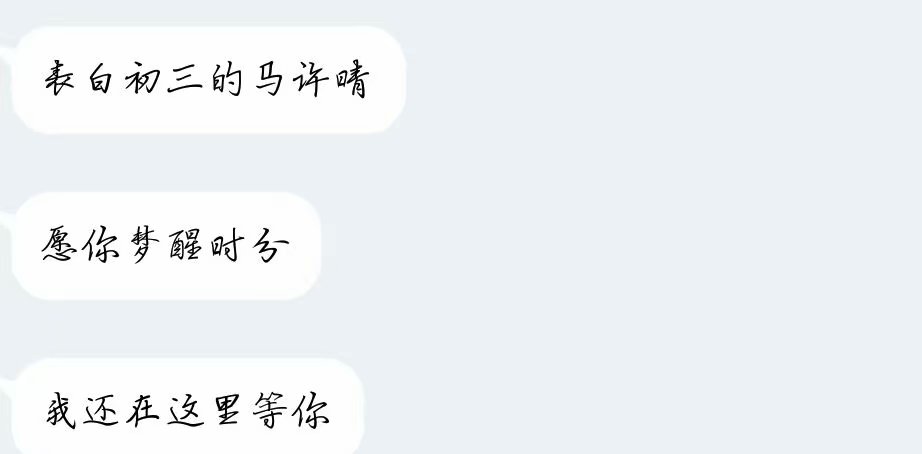 表白初三的马许晴
愿你梦醒时分
我还在这里等你